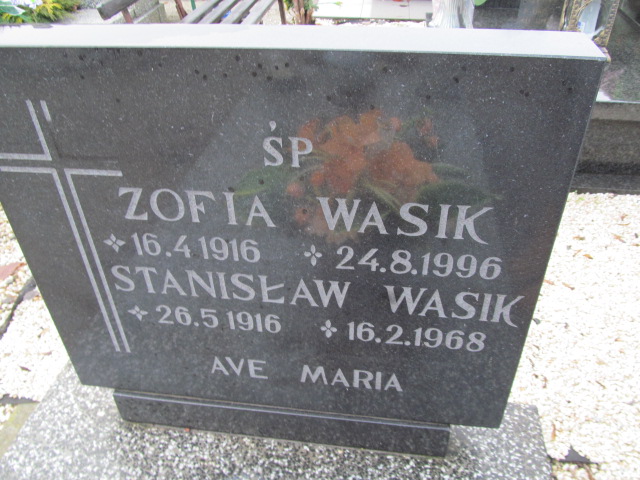 ŚP
ZOFIA WASIK
16.4.1916 24.8.1996
STANISŁAW WASIK
26.5.1916 16.2.1968
AVE MARIA